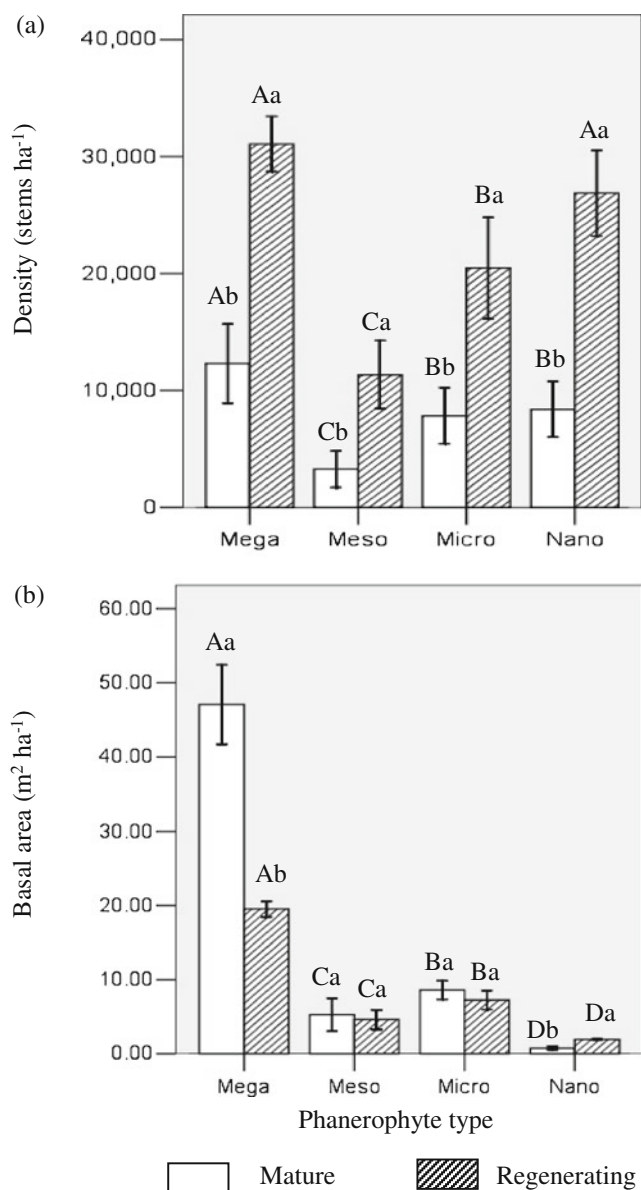 (a)
Density (stems ha⁻¹)
40,000
30,000
20,000
10,000
0
Ab
Aa
Cb
Ca
Bb
Ba
Bb
Aa
Mega Meso Micro Nano
(b)
Basal area (m² ha⁻¹)
60.00
50.00
40.00
30.00
20.00
10.00
0.00
Aa
Ab
Ca
Ca
Ba
Ba
Db
Da
Mega Meso Micro Nano
Phanerophyte type
Mature Regenerating